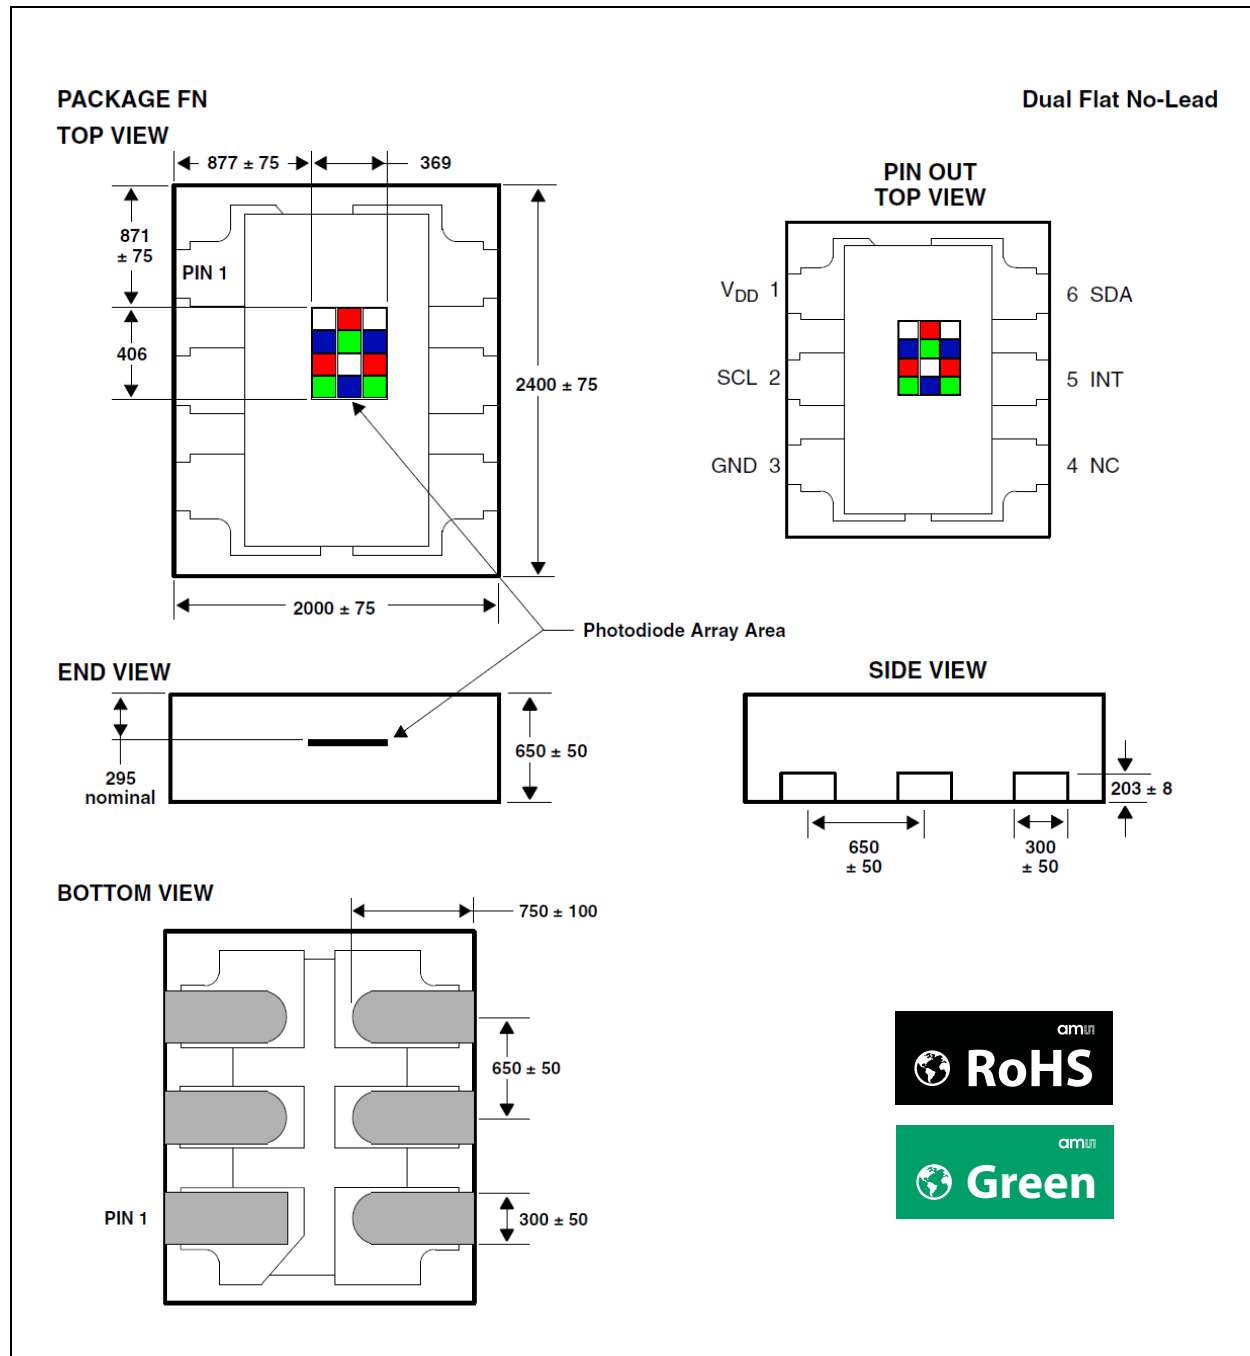 PACKAGE FN
Dual Flat No-Lead
TOP VIEW
877 ± 75
369
PIN OUT
TOP VIEW
871
± 75
PIN 1
406
2400 ± 75
2000 ± 75
VDD 1
6 SDA
SCL 2
5 INT
GND 3
4 NC
Photodiode Array Area
END VIEW
SIDE VIEW
295
nominal
650 ± 50
203 ± 8
650
± 50
300
± 50
BOTTOM VIEW
750 ± 100
650 ± 50
PIN 1
300 ± 50
am
RoHS
am
Green